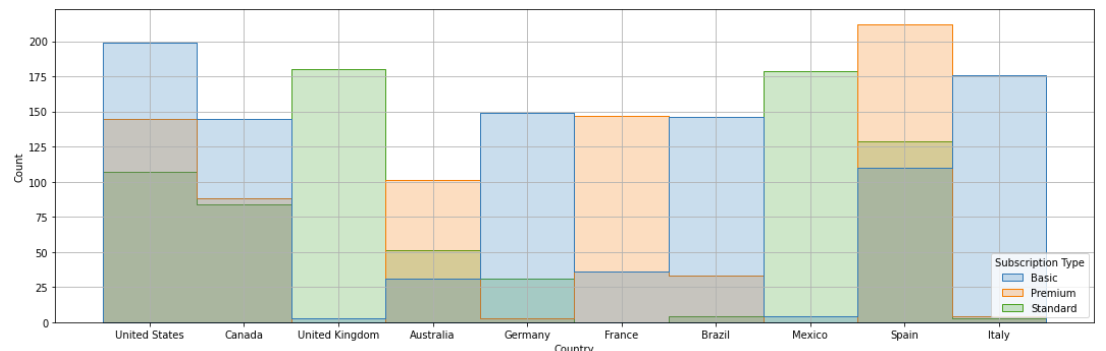 Count
200
175
150
125
100
75
50
25
0
United States Canada United Kingdom Australia Germany France Brazil Mexico Spain Italy
Country
Subscription Type
Basic
Premium
Standard